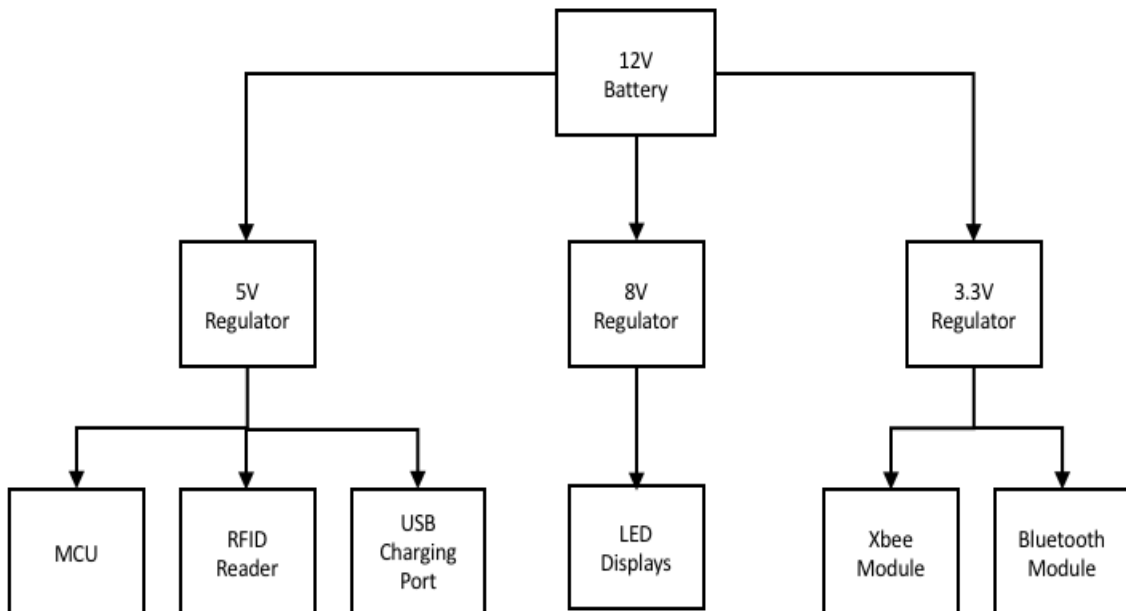 12V
Battery
5V
Regulator
8V
Regulator
3.3V
Regulator
MCU
RFID
Reader
USB
Charging
Port
LED
Displays
Xbee
Module
Bluetooth
Module